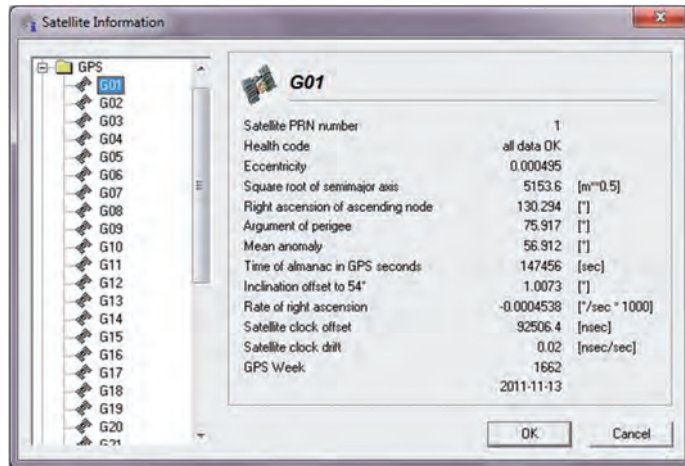 Satellite Information
GPS
G01
G02
G03
G04
G05
G06
G07
G08
G09
G10
G11
G12
G13
G14
G15
G16
G17
G18
G19
G20
G21
G01
Satellite PRN number 1
Health code all data OK
Eccentricity 0.000495
Square root of semimajor axis 5153.6 [m**0.5]
Right ascension of ascending node 130.294 [°]
Argument of perigee 75.917 [°]
Mean anomaly 56.912 [°]
Time of almanac in GPS seconds 147456 [sec]
Inclination offset to 54° 1.0073 [°]
Rate of right ascension -0.0004538 [°/sec * 1000]
Satellite clock offset 92506.4 [nsec]
Satellite clock drift 0.02 [nsec/sec]
GPS Week 1662
2011-11-13
OK Cancel